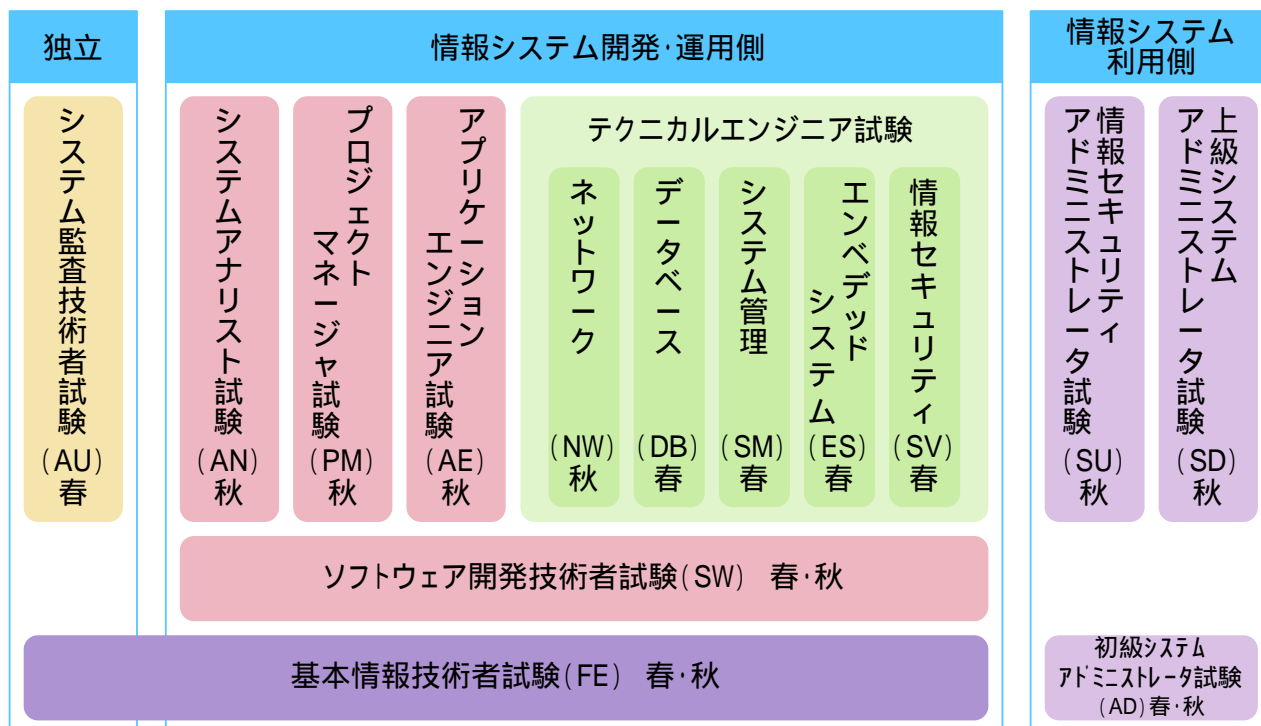 独立
情報システム開発・運用側
情報システム
利用側
システム監査技術者試験
(AU)
春
システムアナリスト試験
(AN)
秋
プロジェクト
マネージャ試験
(PM)
秋
アプリケーション
エンジニア試験
(AE)
秋
テクニカルエンジニア試験
ネットワーク
(NW)
秋
データベース
(DB)
春
システム管理
(SM)
春
エンベデッド
システム
(ES)
春
情報セキュリティ
(SV)
春
情報セキュリティ
アドミニストレータ試験
(SU)
秋
上級システム
アドミニストレータ試験
(SD)
秋
ソフトウェア開発技術者試験(SW) 春・秋
基本情報技術者試験(FE) 春・秋
初級システム
アドミニストレータ試験
(AD)春・秋